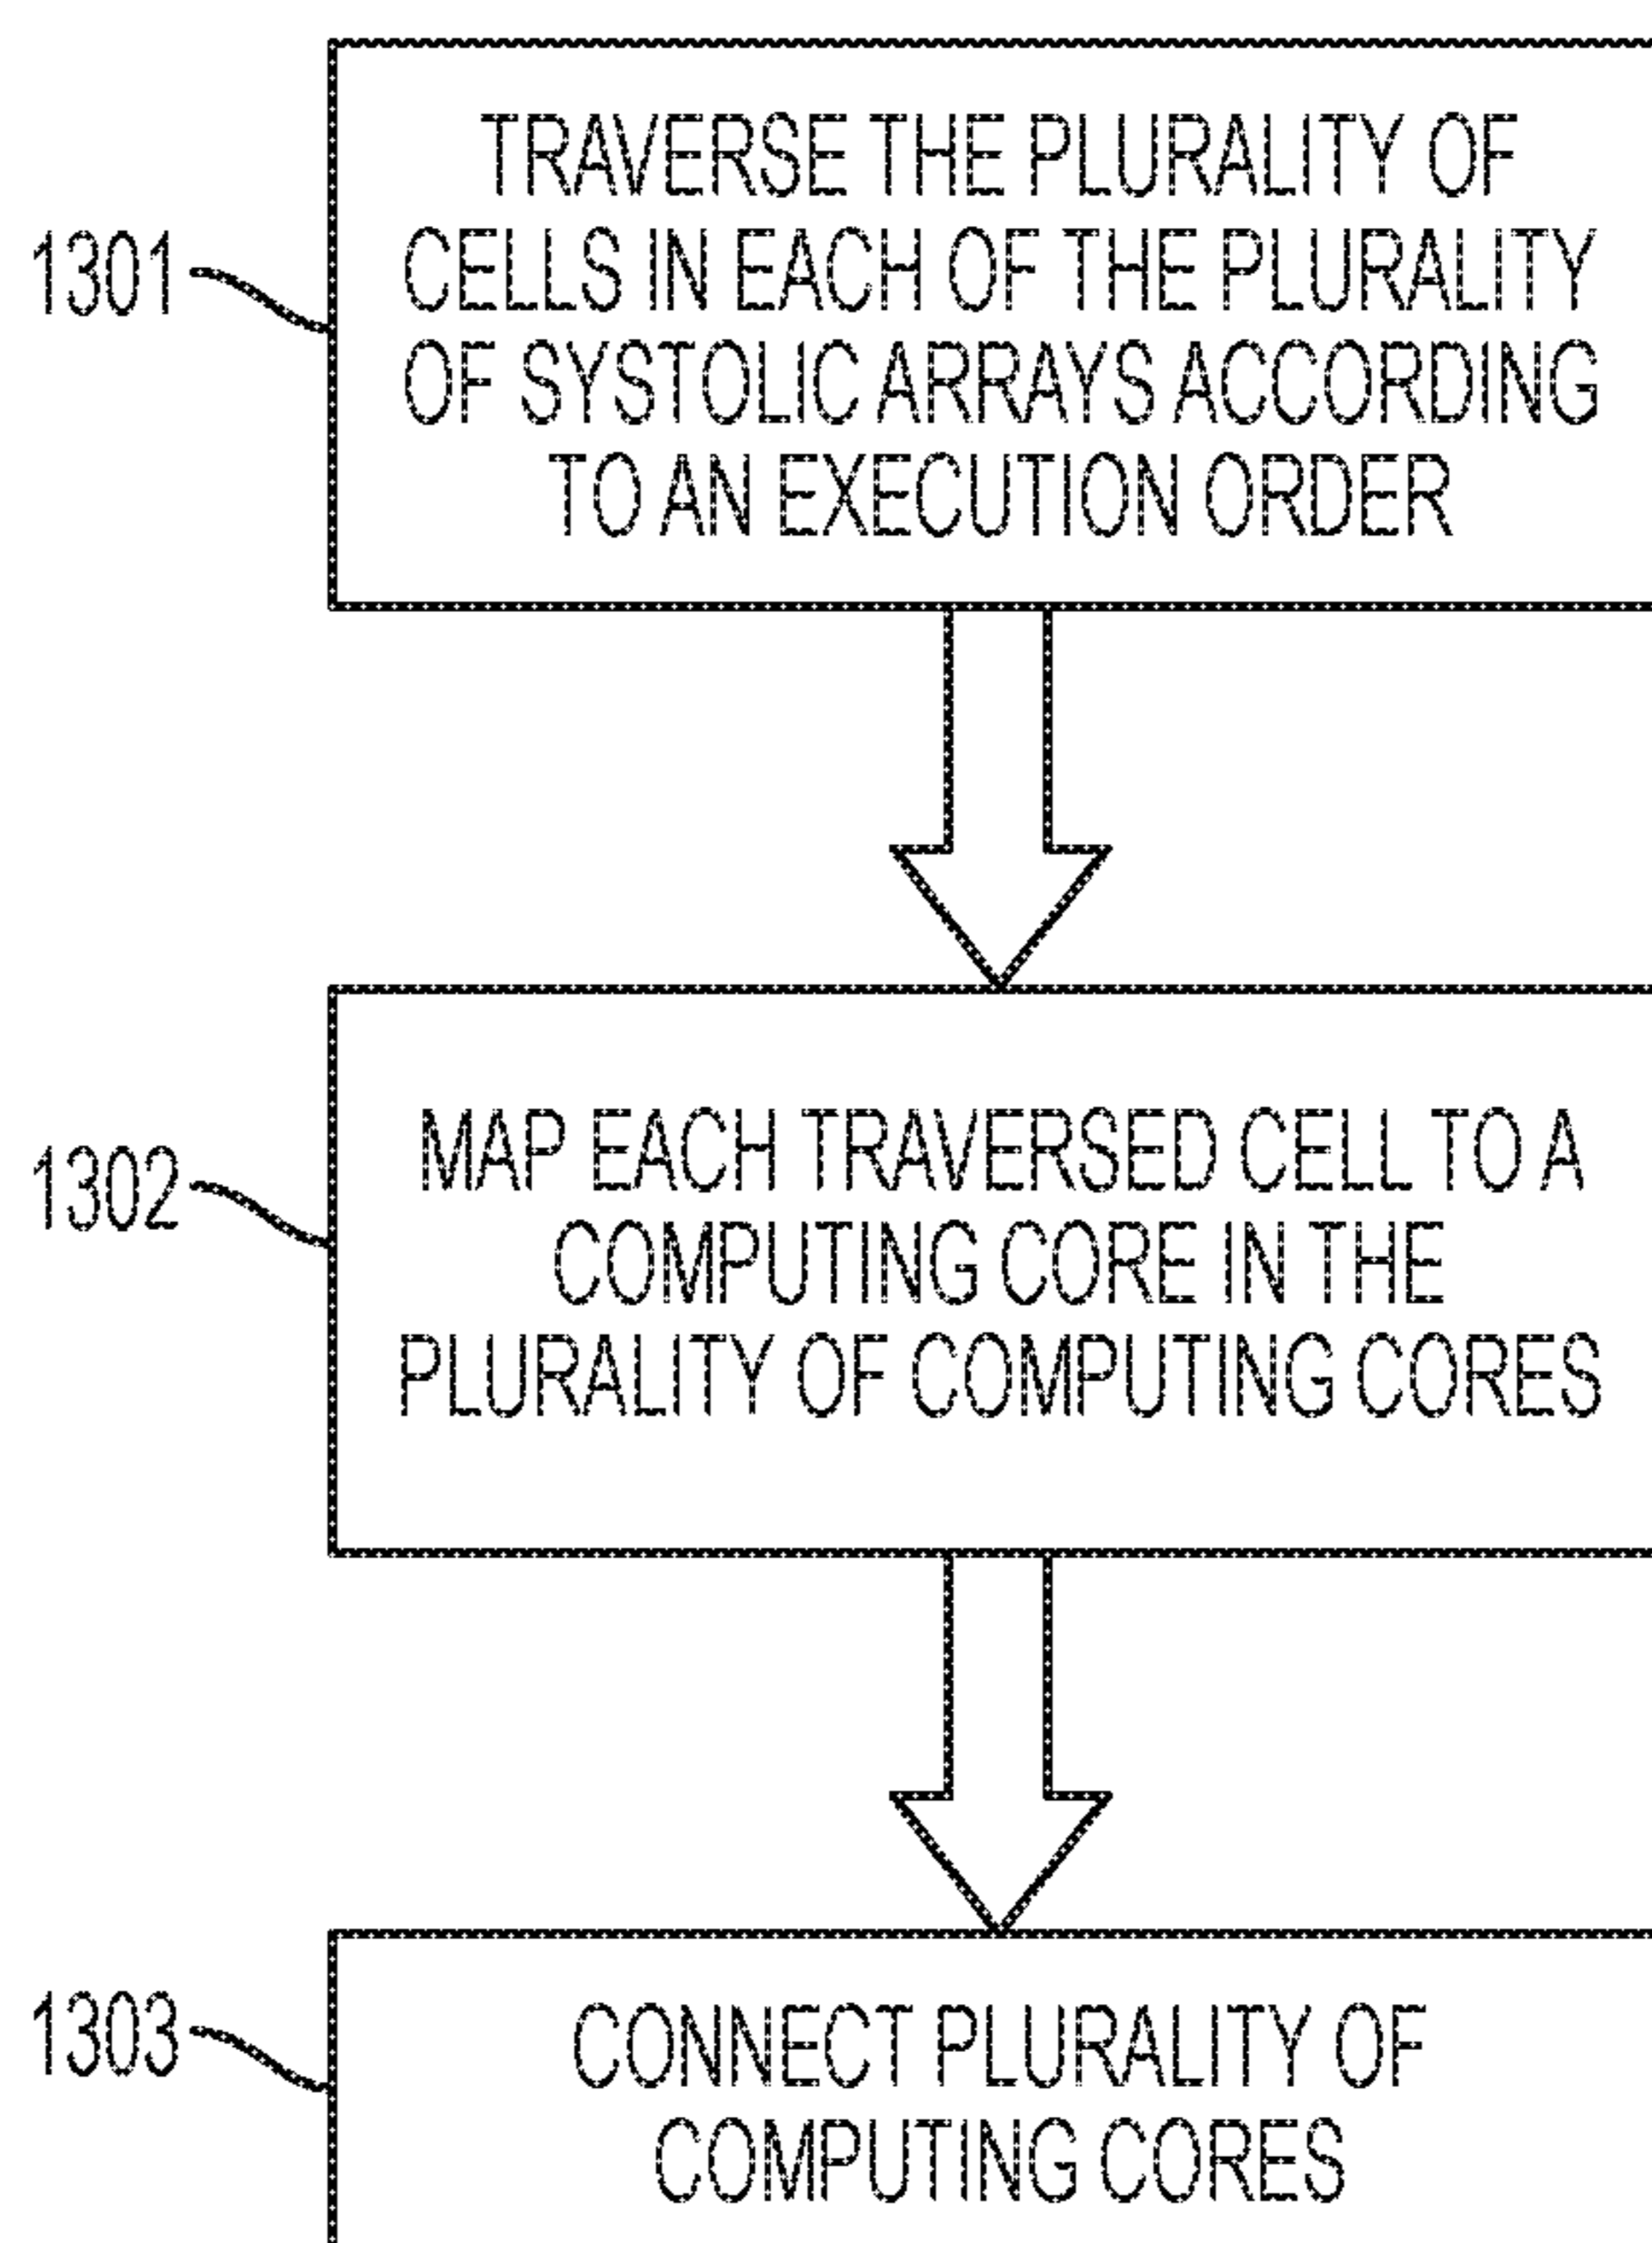 1301
TRAVERSE THE PLURALITY OF
CELLS IN EACH OF THE PLURALITY
OF SYSTOLIC ARRAYS ACCORDING
TO AN EXECUTION ORDER
1302
MAP EACH TRAVERSED CELL TO A
COMPUTING CORE IN THE
PLURALITY OF COMPUTING CORES
1303
CONNECT PLURALITY OF
COMPUTING CORES